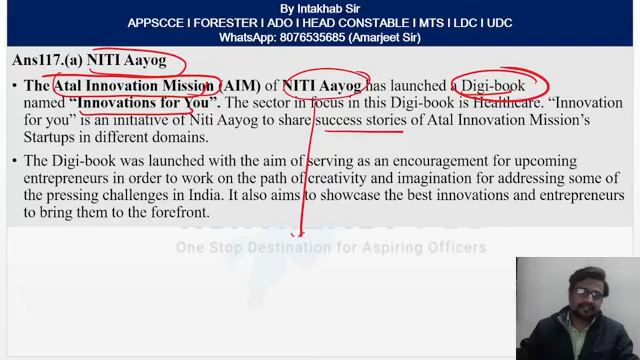 By Intakhab Sir
APPSCCE I FORESTER I ADO I HEAD CONSTABLE I MTS I LDC I UDC
WhatsApp: 8076535685 (Amarjeet Sir)
Ans117.(a) NITI Aayog
• The Atal Innovation Mission (AIM) of NITI Aayog has launched a Digi-book
named “Innovations for You”. The sector in focus in this Digi-book is Healthcare. “Innovation
for you” is an initiative of Niti Aayog to share success stories of Atal Innovation Mission’s
Startups in different domains.
• The Digi-book was launched with the aim of serving as an encouragement for upcoming
entrepreneurs in order to work on the path of creativity and imagination for addressing some of
the pressing challenges in India. It also aims to showcase the best innovations and entrepreneurs
to bring them to the forefront.
One Stop Destination for Aspiring Officers